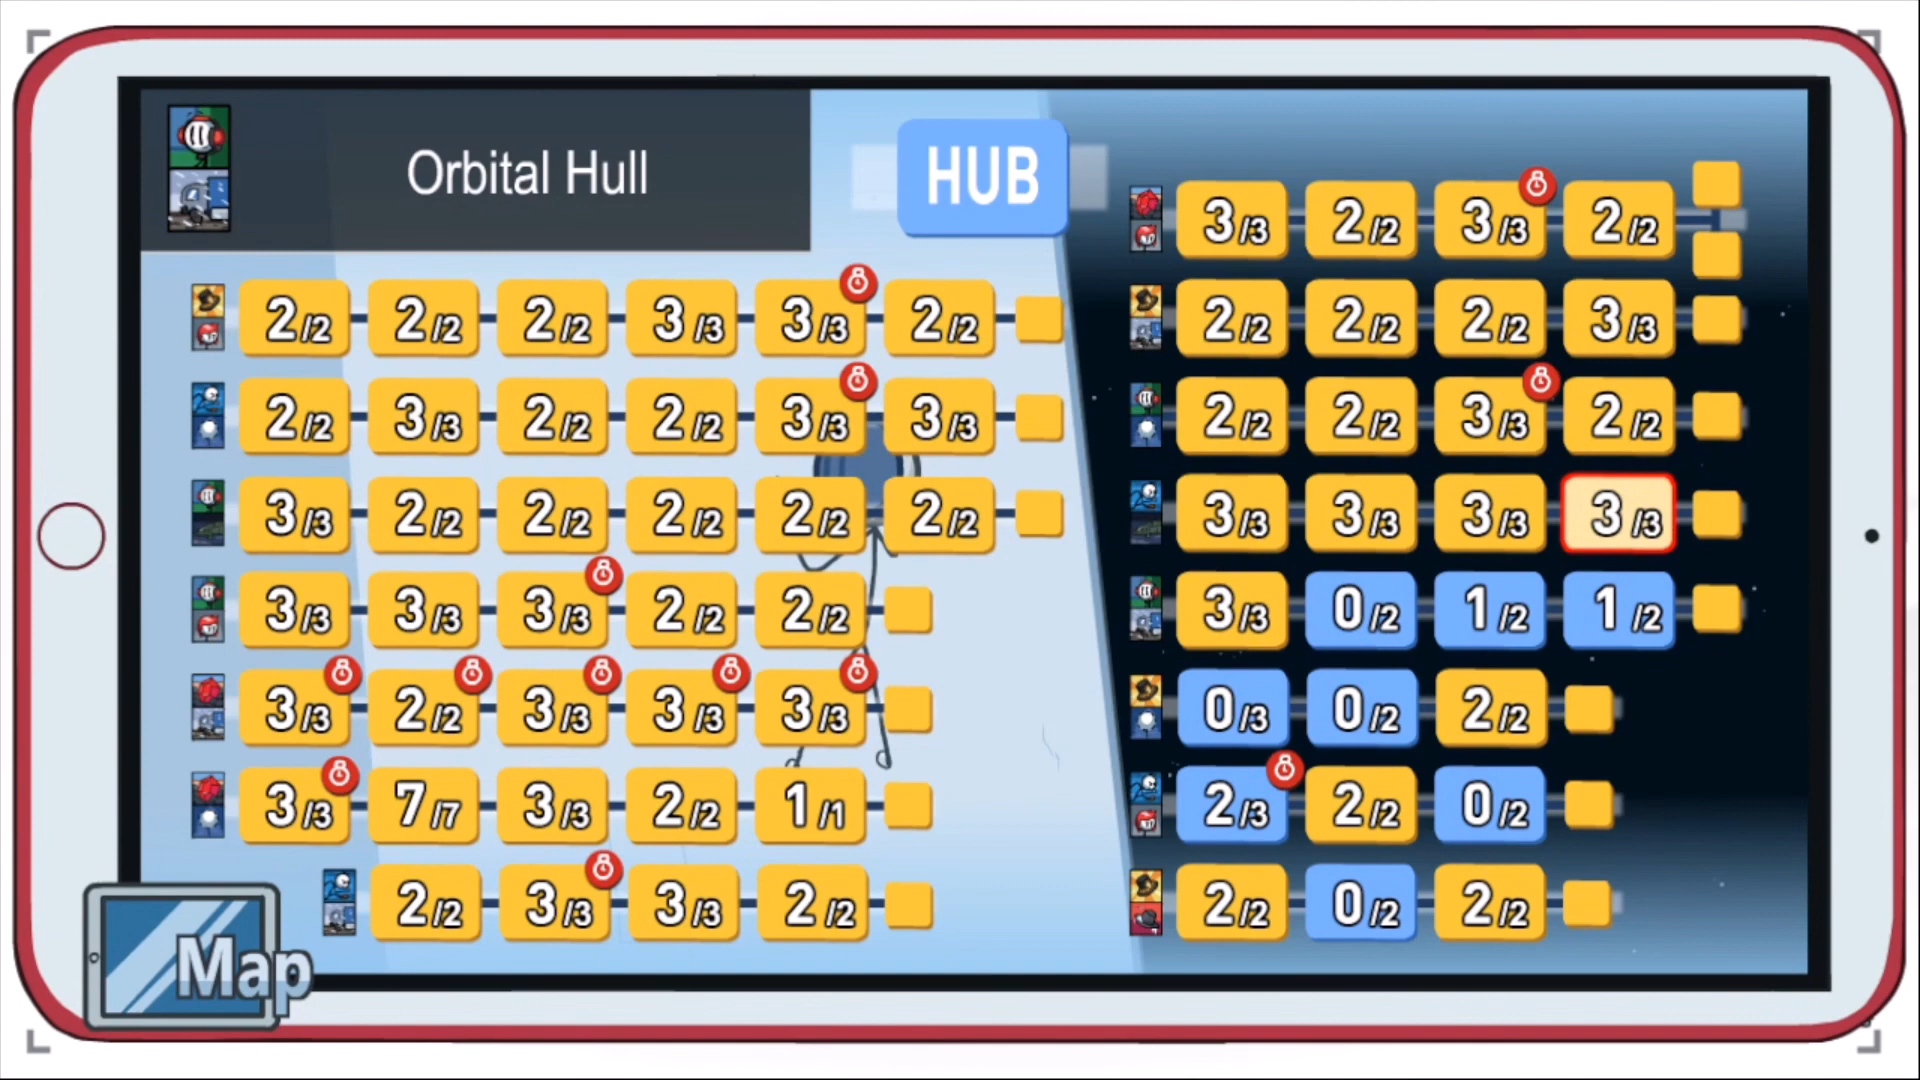 Orbital Hull
HUB
3/3 2/2 3/3 2/2
2/2 2/2 2/2 3/3 3/3 2/2
2/2 2/2 2/2 3/3
2/2 3/3 2/2 2/2 3/3 3/3
2/2 2/2 3/3 2/2
3/3 2/2 2/2 2/2 2/2 2/2
3/3 3/3 3/3 3/3
3/3 3/3 3/3 2/2 2/2
3/3 0/2 1/2 1/2
3/3 2/2 3/3 3/3 3/3
0/3 0/2 2/2
3/3 7/7 3/3 2/2 1/1
2/3 2/2 0/2
2/2 3/3 3/3 2/2
2/2 0/2 2/2
Map